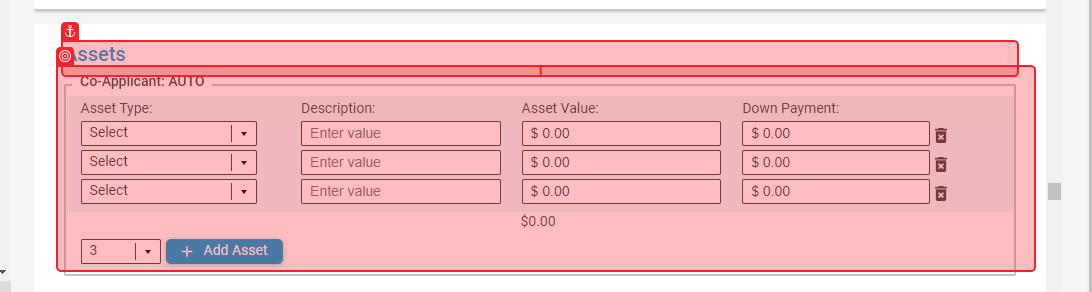 Assets
Co-Applicant: AUTO
Asset Type: Description: Asset Value: Down Payment:
Select Enter value $ 0.00 $ 0.00
Select Enter value $ 0.00 $ 0.00
Select Enter value $ 0.00 $ 0.00
$0.00
3 + Add Asset